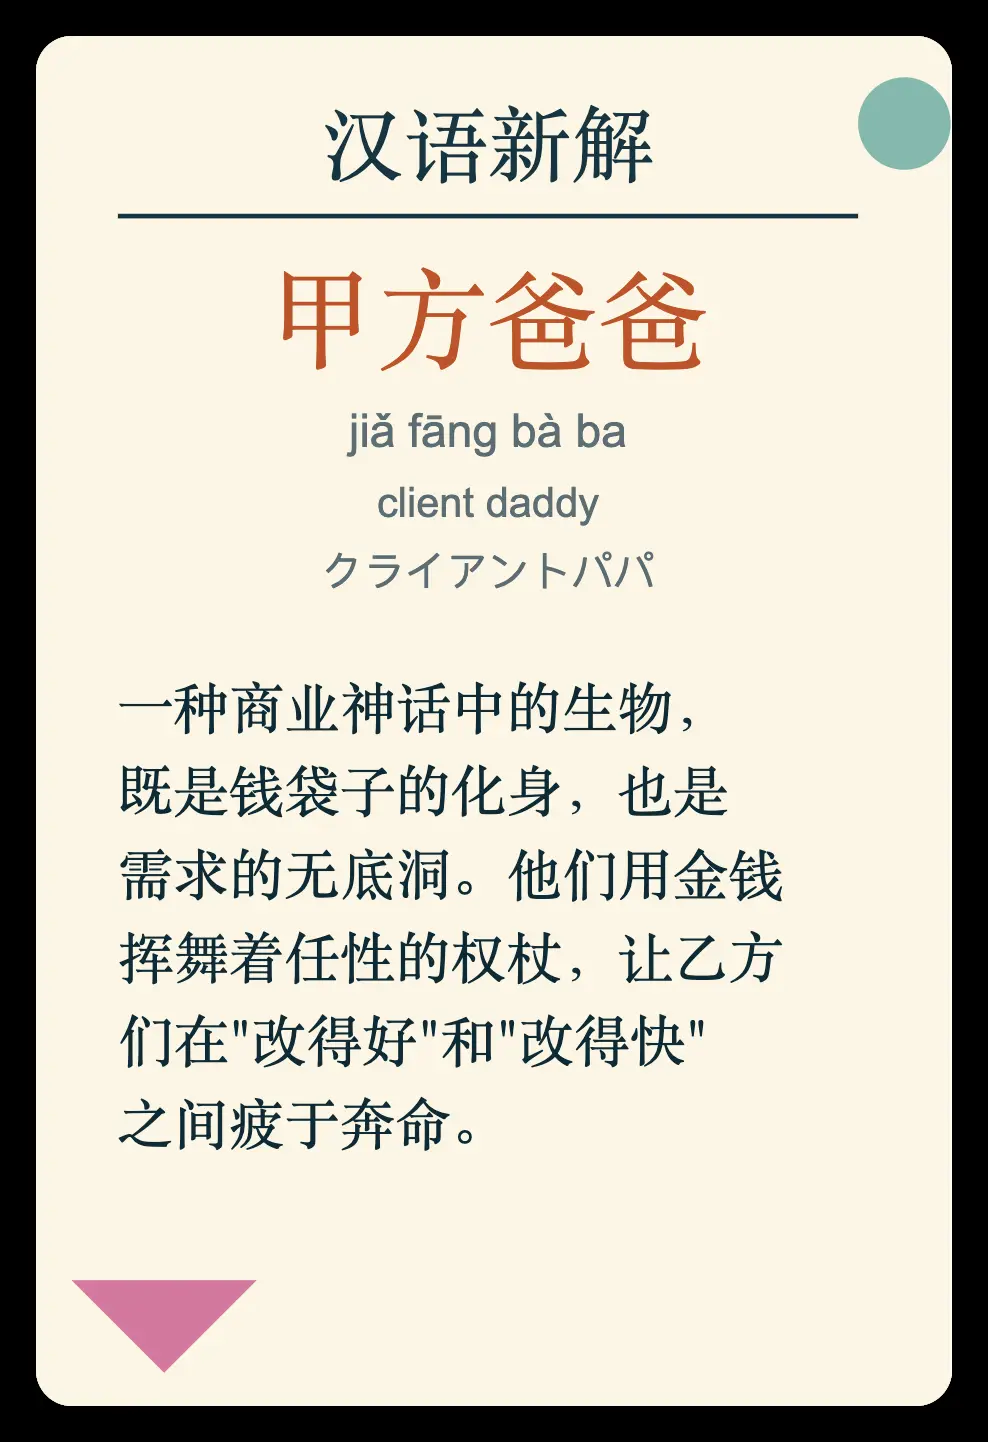 汉语新解
甲方爸爸
jiǎ fāng bà ba
client daddy
クライアントパパ
一种商业神话中的生物，
既是钱袋子的化身，也是
需求的无底洞。他们用金钱
挥舞着任性的权杖，让乙方
们在"改得好"和"改得快"
之间疲于奔命。